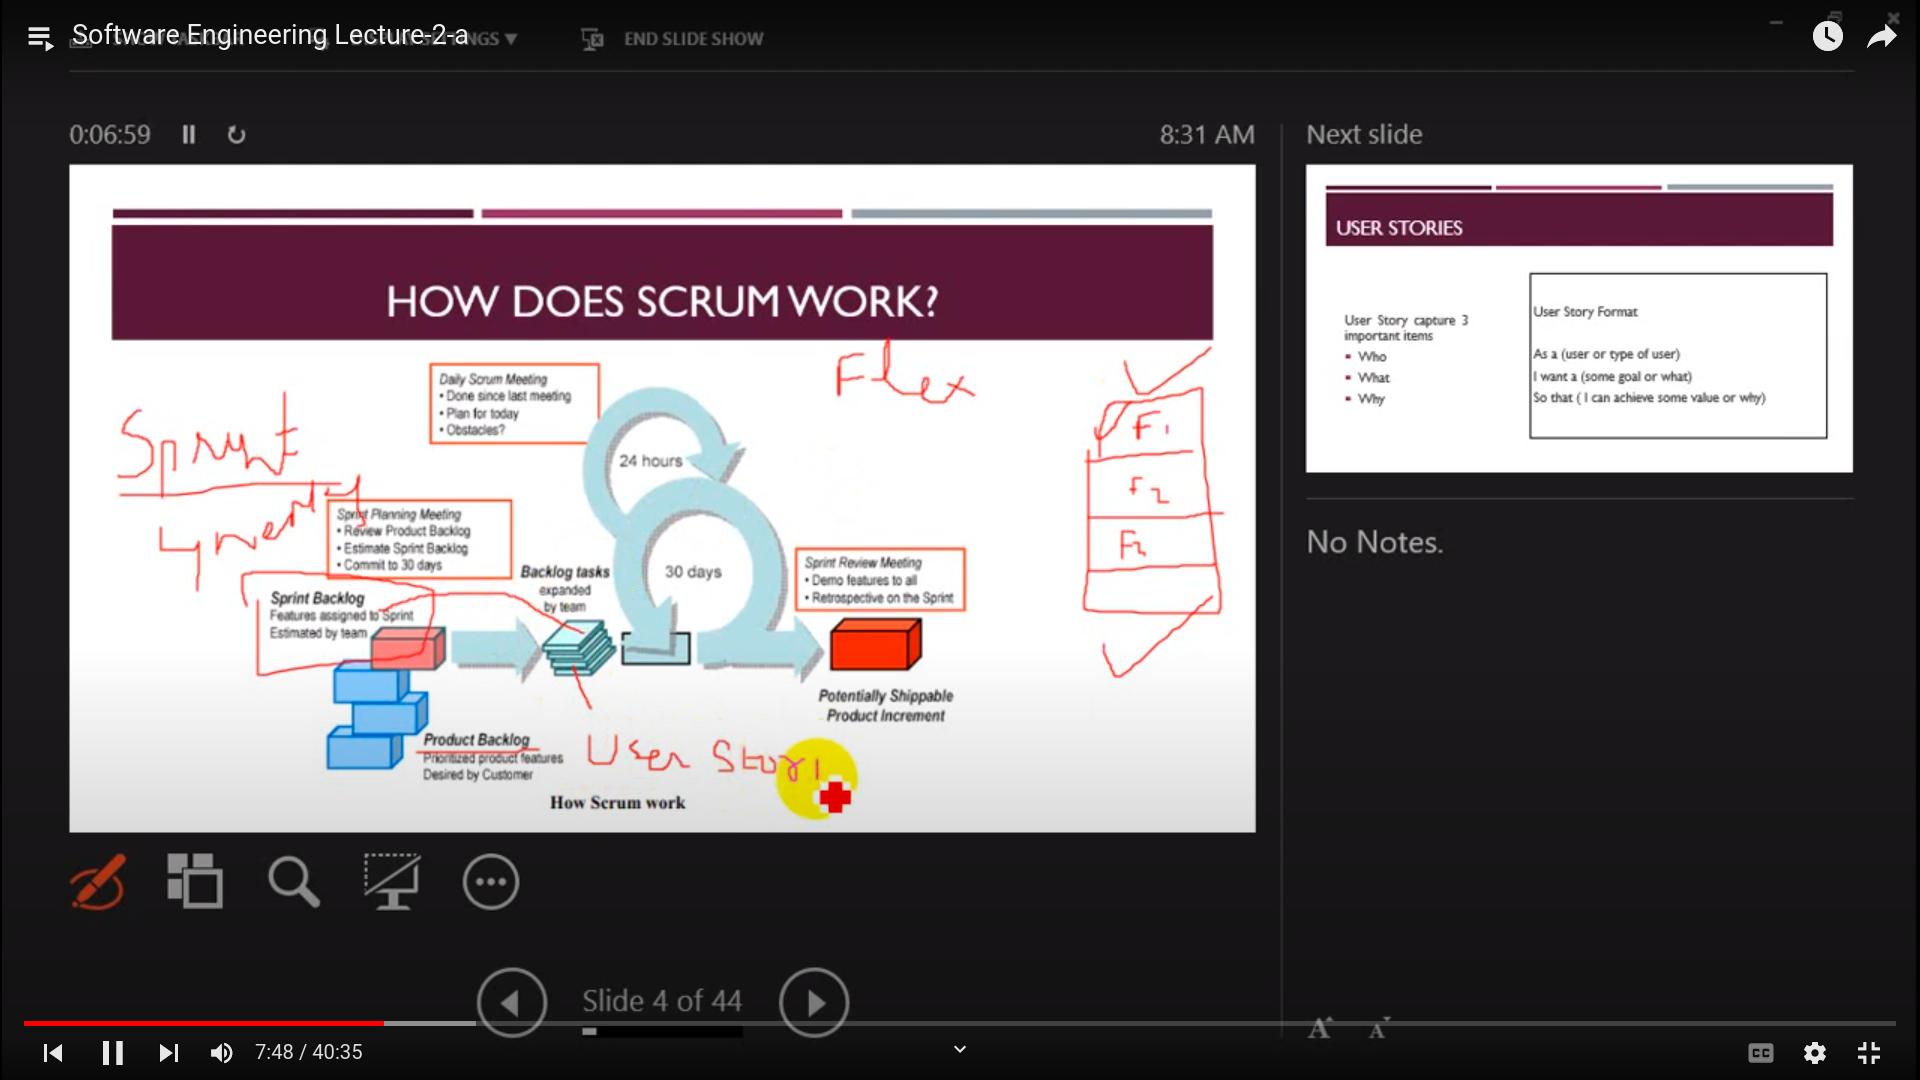 Software Engineering Lecture-2-a
END SLIDE SHOW
0:06:59
8:31 AM
Next slide
HOW DOES SCRUM WORK?
Flex
Daily Scrum Meeting
• Done since last meeting
• Plan for today
• Obstacles?
24 hours
Sprint
Sprint Planning Meeting
• Review Product Backlog
• Estimate Sprint Backlog
• Commit to 30 days
Backlog tasks
expanded
by team
30 days
Sprint Review Meeting
• Demo features to all
• Retrospective on the Sprint
F1
F2
Sprint Backlog
Features assigned to Sprint
Estimated by team
Potentially Shippable
Product Increment
Product Backlog
Prioritized product features
Desired by Customer
User Stori
How Scrum work
USER STORIES
User Story capture 3
important items
▪ Who
▪ What
▪ Why
User Story Format
As a (user or type of user)
I want a (some goal or what)
So that ( I can achieve some value or why)
No Notes.
Slide 4 of 44
A A
7:48 / 40:35
CC